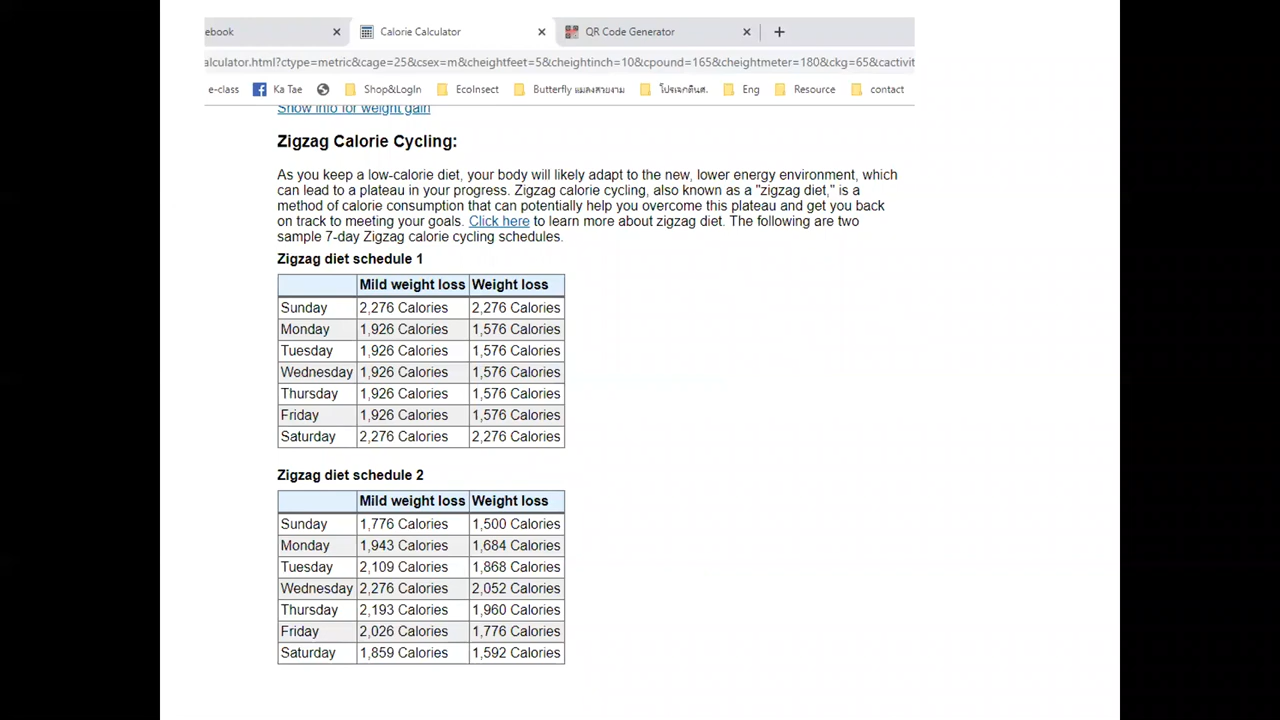 ebook
Calorie Calculator
QR Code Generator
alculator.html?ctype=metric&cage=25&csex=m&cheightfeet=5&cheightinch=10&cpound=165&cheightmeter=180&ckg=65&cactivit
e-class Ka Tae Shop&LogIn EcoInsect Butterfly แมลงสายงาม โปรเจกตีนศ. Eng Resource contact
Show info for weight gain
Zigzag Calorie Cycling:
As you keep a low-calorie diet, your body will likely adapt to the new, lower energy environment, which
can lead to a plateau in your progress. Zigzag calorie cycling, also known as a "zigzag diet," is a
method of calorie consumption that can potentially help you overcome this plateau and get you back
on track to meeting your goals. Click here to learn more about zigzag diet. The following are two
sample 7-day Zigzag calorie cycling schedules.
Zigzag diet schedule 1
Mild weight loss Weight loss
Sunday 2,276 Calories 2,276 Calories
Monday 1,926 Calories 1,576 Calories
Tuesday 1,926 Calories 1,576 Calories
Wednesday 1,926 Calories 1,576 Calories
Thursday 1,926 Calories 1,576 Calories
Friday 1,926 Calories 1,576 Calories
Saturday 2,276 Calories 2,276 Calories
Zigzag diet schedule 2
Mild weight loss Weight loss
Sunday 1,776 Calories 1,500 Calories
Monday 1,943 Calories 1,684 Calories
Tuesday 2,109 Calories 1,868 Calories
Wednesday 2,276 Calories 2,052 Calories
Thursday 2,193 Calories 1,960 Calories
Friday 2,026 Calories 1,776 Calories
Saturday 1,859 Calories 1,592 Calories